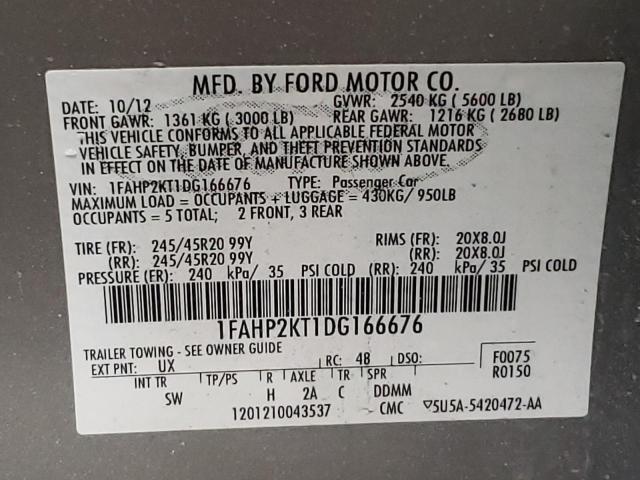 MFD. BY FORD MOTOR CO.
DATE: 10/12 GVWR: 2540 KG ( 5600 LB)
FRONT GAWR: 1361 KG ( 3000 LB) REAR GAWR: 1216 KG ( 2680 LB)
THIS VEHICLE CONFORMS TO ALL APPLICABLE FEDERAL MOTOR
VEHICLE SAFETY, BUMPER, AND THEFT PREVENTION STANDARDS
IN EFFECT ON THE DATE OF MANUFACTURE SHOWN ABOVE.
VIN: 1FAHP2KT1DG166676 TYPE: Passenger Car
MAXIMUM LOAD = OCCUPANTS + LUGGAGE = 430KG/ 950LB
OCCUPANTS = 5 TOTAL; 2 FRONT, 3 REAR
TIRE (FR): 245/45R20 99Y RIMS (FR): 20X8.0J
(RR): 245/45R20 99Y (RR): 20X8.0J
PRESSURE (FR): 240 kPa/ 35 PSI COLD (RR): 240 kPa/ 35 PSI COLD
1FAHP2KT1DG166676
TRAILER TOWING - SEE OWNER GUIDE
EXT PNT: UX RC: 48 DSO: F0075
INT TR TP/PS R AXLE TR SPR R0150
SW H 2A C DDMM
1201210043537 CMC ▽5U5A-5420472-AA